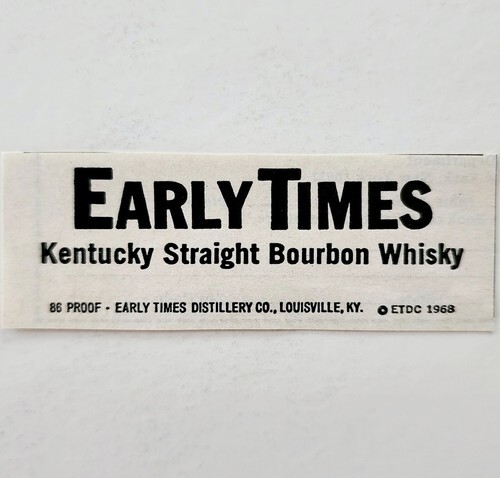 EARLY TIMES
Kentucky Straight Bourbon Whisky
86 PROOF • EARLY TIMES DISTILLERY CO., LOUISVILLE, KY. © ETDC 1968